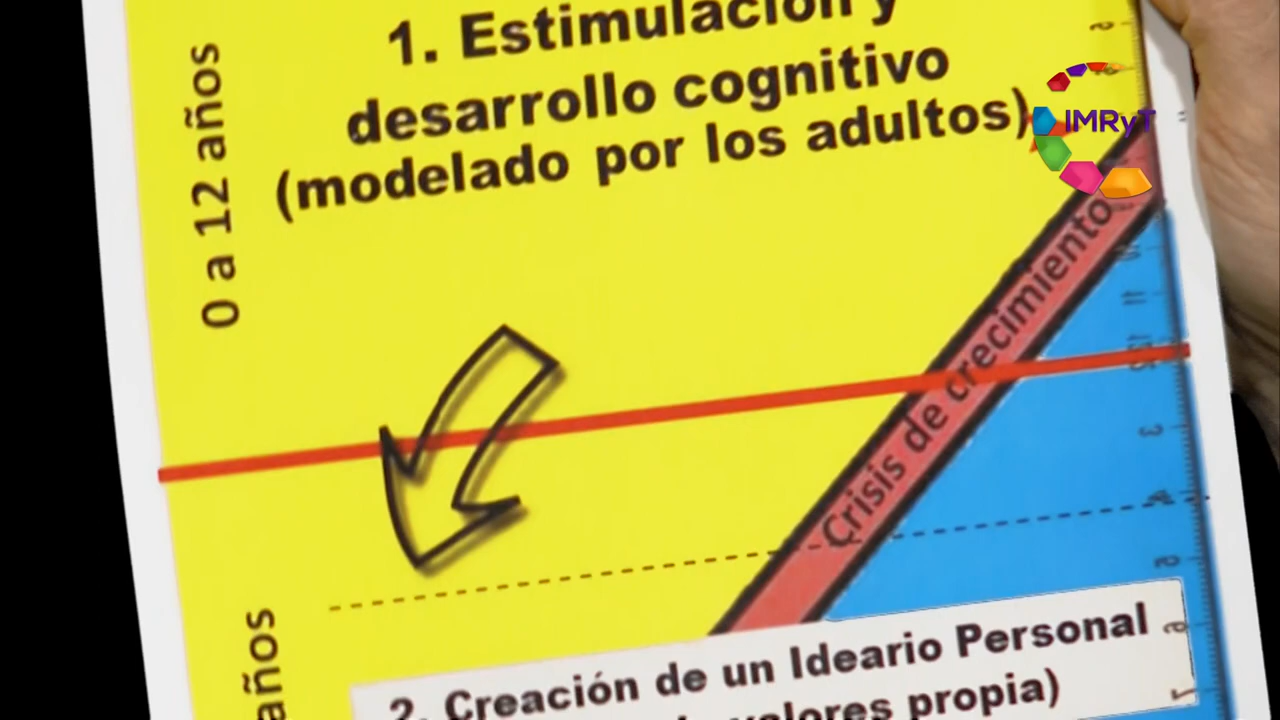 1. Estimulación y
desarrollo cognitivo
(modelado por los adultos)
0 a 12 años
IMRyT
Crisis de crecimiento
años
2. Creación de un Ideario Personal
valores propia)